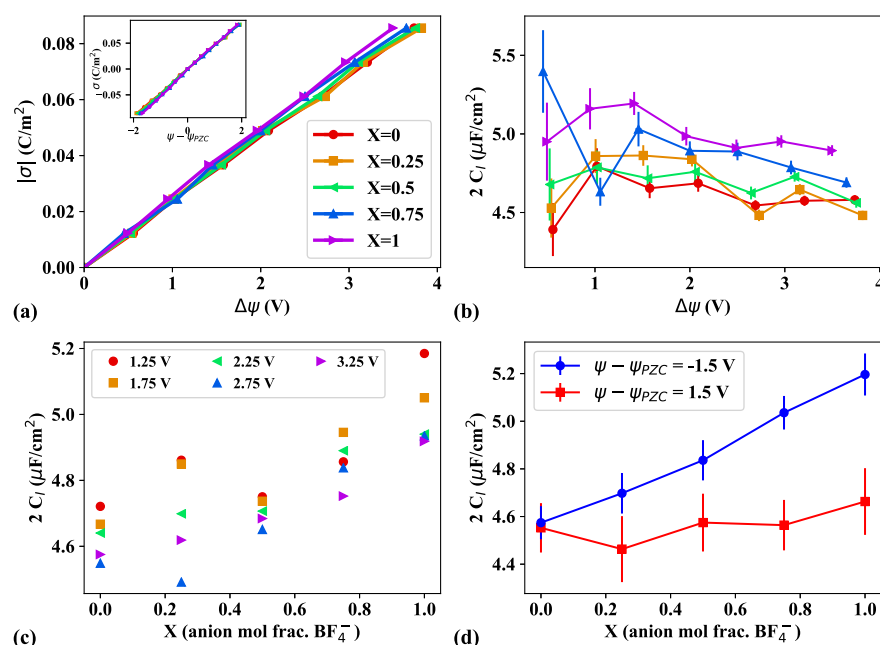 0.08
0.06
0.04
0.02
0.00
|σ| (C/m²)
0 1 2 3 4
Δψ (V)
0.05
0.00
−0.05
σ (C/m²)
−2 0 2
ψ − ψPZC
X=0
X=0.25
X=0.5
X=0.75
X=1
(a)
5.5
5.0
4.5
2 Cl (μF/cm²)
0 1 2 3 4
Δψ (V)
(b)
5.2
5.0
4.8
4.6
2 Cl (μF/cm²)
1.25 V 2.25 V 3.25 V
1.75 V 2.75 V
0.0 0.2 0.4 0.6 0.8 1.0
X (anion mol frac. BF₄⁻)
(c)
5.4
5.2
5.0
4.8
4.6
4.4
4.2
2 Cl (μF/cm²)
ψ − ψPZC = -1.5 V
ψ − ψPZC = 1.5 V
0.0 0.2 0.4 0.6 0.8 1.0
X (anion mol frac. BF₄⁻)
(d)